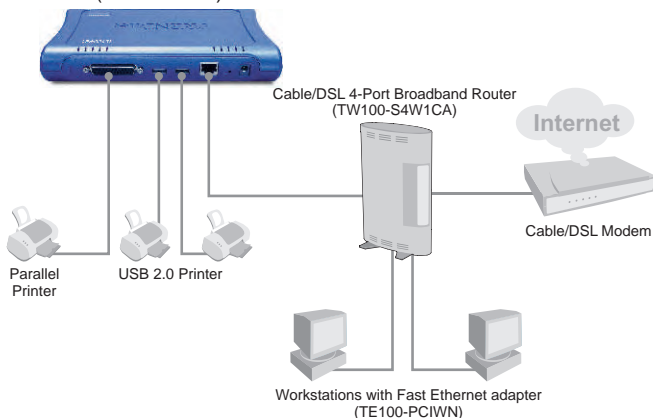 TRENDNET
Cable/DSL 4-Port Broadband Router
(TW100-S4W1CA)
Internet
Cable/DSL Modem
Parallel
Printer
USB 2.0 Printer
Workstations with Fast Ethernet adapter
(TE100-PCIWN)